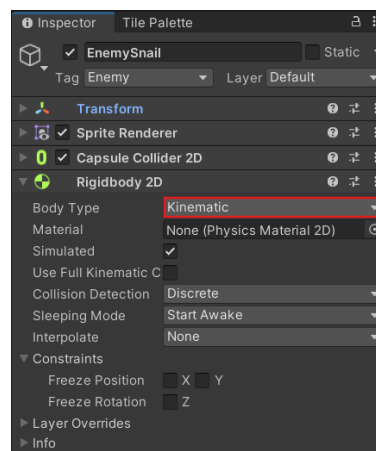 Inspector Tile Palette
EnemySnail Static
Tag Enemy Layer Default
Transform
Sprite Renderer
Capsule Collider 2D
Rigidbody 2D
Body Type Kinematic
Material None (Physics Material 2D)
Simulated
Use Full Kinematic C
Collision Detection Discrete
Sleeping Mode Start Awake
Interpolate None
Constraints
Freeze Position X Y
Freeze Rotation Z
Layer Overrides
Info